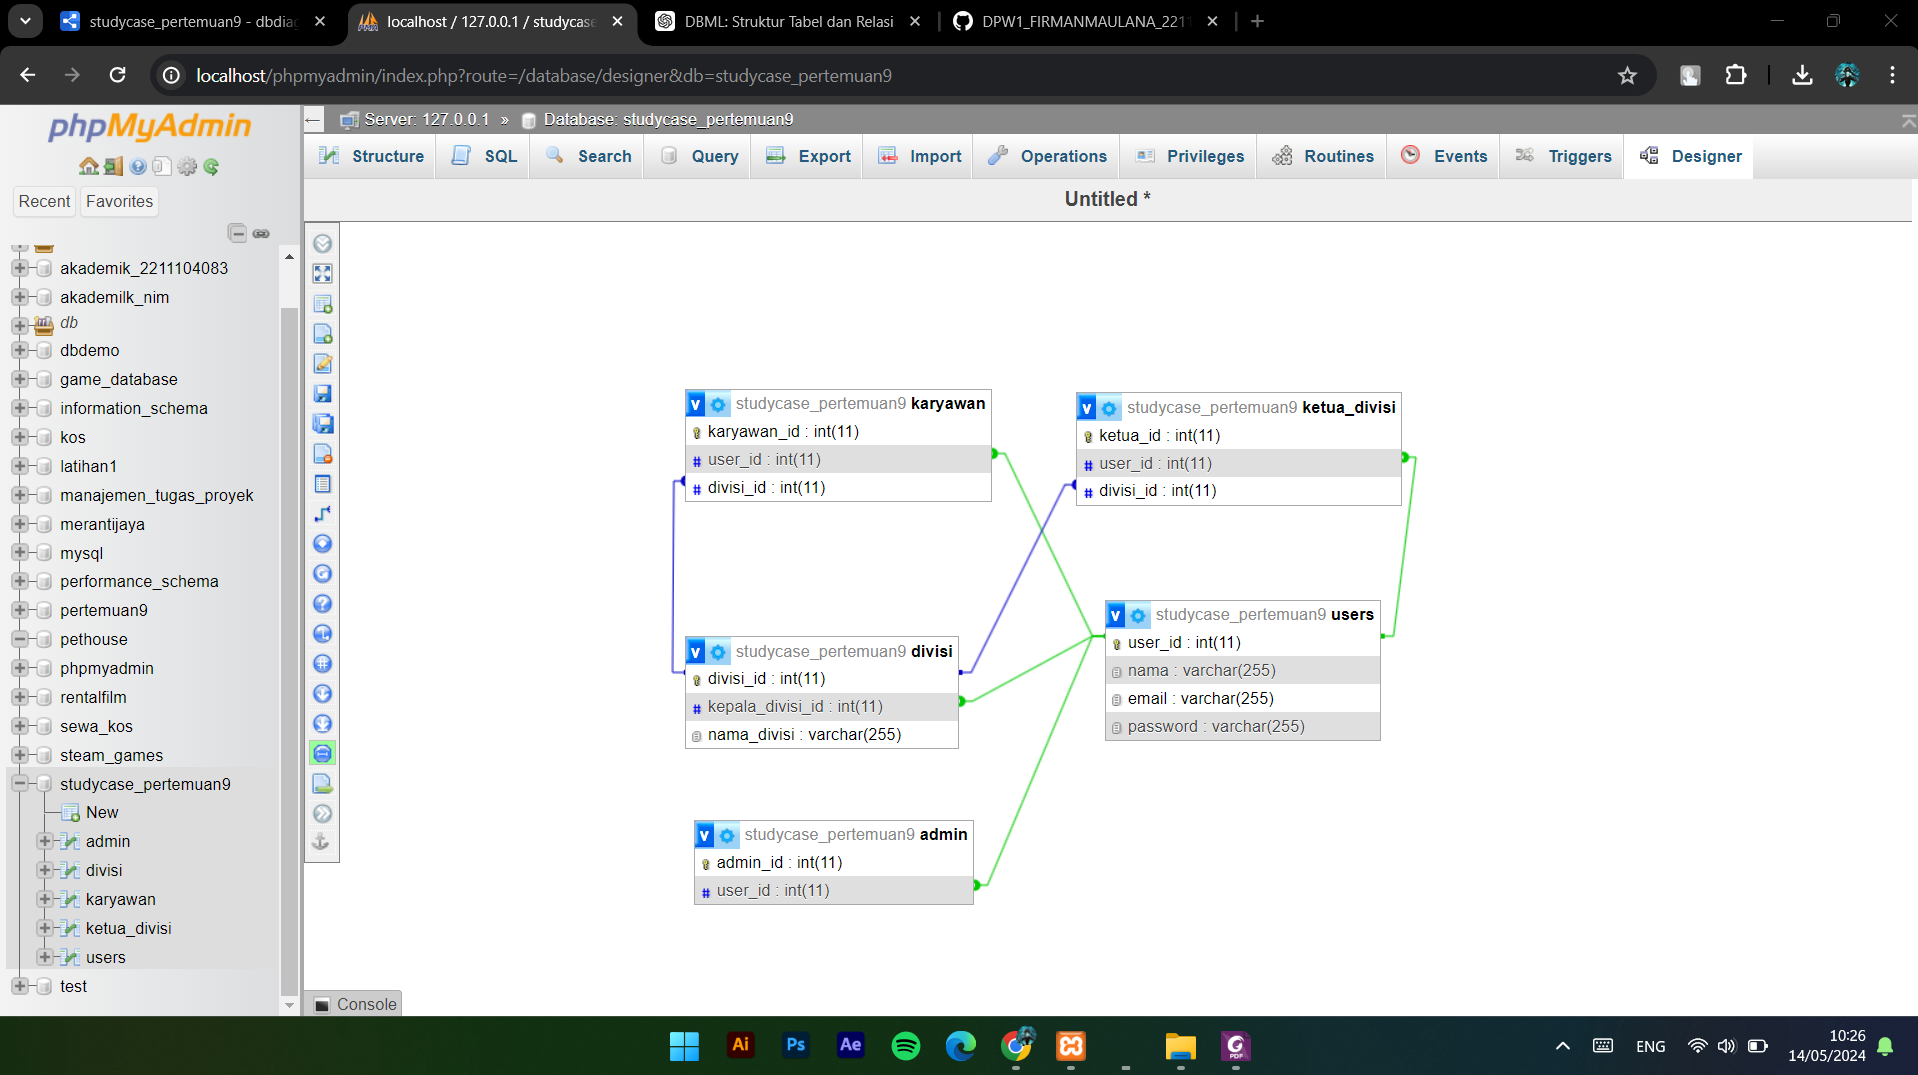 studycase_pertemuan9 - dbdiag
localhost / 127.0.0.1 / studycase
DBML: Struktur Tabel dan Relasi
DPW1_FIRMANMAULANA_2211
localhost/phpmyadmin/index.php?route=/database/designer&db=studycase_pertemuan9
phpMyAdmin
Server: 127.0.0.1 » Database: studycase_pertemuan9
Structure SQL Search Query Export Import Operations Privileges Routines Events Triggers Designer
Recent Favorites
Untitled *
akademik_2211104083
akademilk_nim
db
dbdemo
game_database
information_schema
kos
latihan1
manajemen_tugas_proyek
merantijaya
mysql
performance_schema
pertemuan9
pethouse
phpmyadmin
rentalfilm
sewa_kos
steam_games
studycase_pertemuan9
New
admin
divisi
karyawan
ketua_divisi
users
test
v studycase_pertemuan9 karyawan
karyawan_id : int(11)
# user_id : int(11)
# divisi_id : int(11)
v studycase_pertemuan9 ketua_divisi
ketua_id : int(11)
# user_id : int(11)
# divisi_id : int(11)
v studycase_pertemuan9 divisi
divisi_id : int(11)
# kepala_divisi_id : int(11)
nama_divisi : varchar(255)
v studycase_pertemuan9 users
user_id : int(11)
nama : varchar(255)
email : varchar(255)
password : varchar(255)
v studycase_pertemuan9 admin
admin_id : int(11)
# user_id : int(11)
Console
Ai
Ps
Ae
PDF
ENG
10:26
14/05/2024